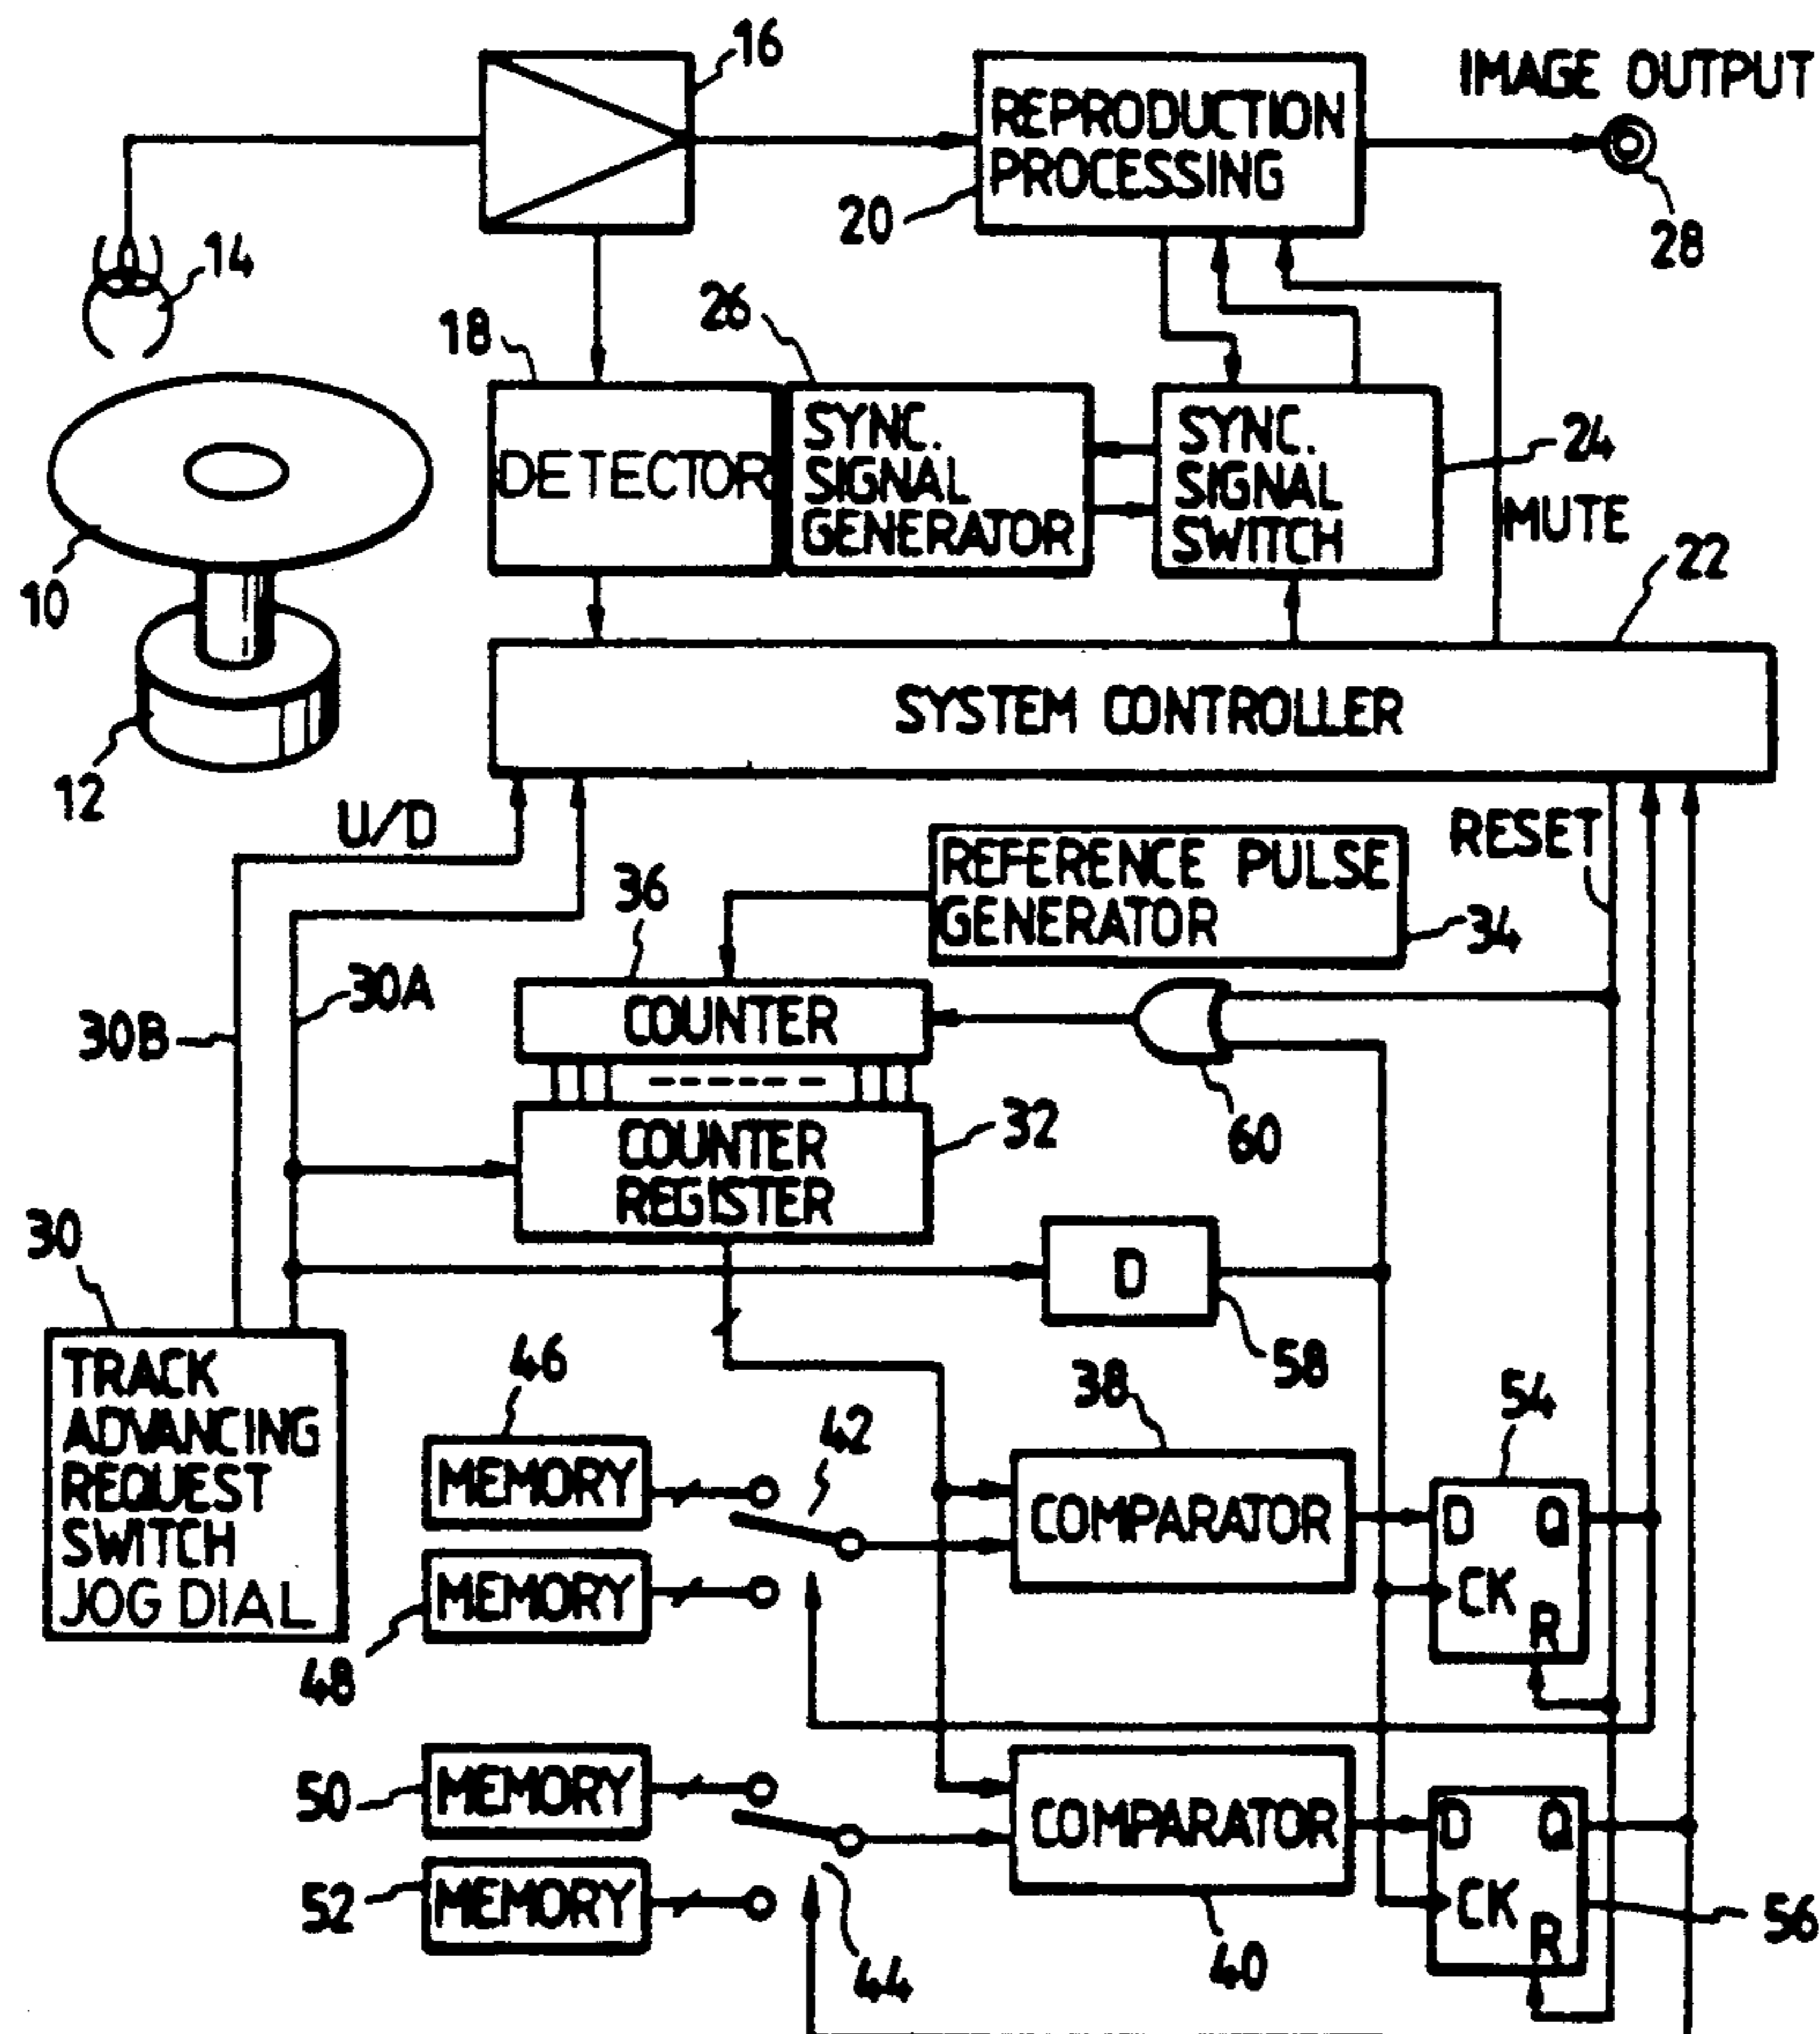 16
IMAGE OUTPUT
REPRODUCTION
PROCESSING
20
28
14
18
26
DETECTOR
SYNC.
SIGNAL
GENERATOR
SYNC.
SIGNAL
SWITCH
24
MUTE
22
10
SYSTEM CONTROLLER
12
U/D
RESET
REFERENCE PULSE
GENERATOR
34
36
30A
30B
COUNTER
60
COUNTER
REGISTER
32
30
D
58
TRACK
ADVANCING
REQUEST
SWITCH
JOG DIAL
46
42
38
54
MEMORY
COMPARATOR
D Q
CK
R
MEMORY
48
50
MEMORY
COMPARATOR
D Q
CK
R
52
MEMORY
44
40
56